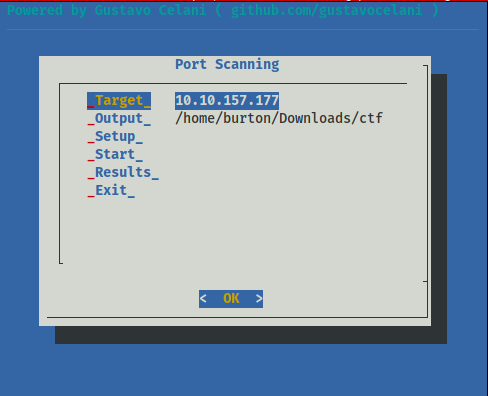 Powered by Gustavo Celani ( github.com/gustavocelani )
Port Scanning
_Target_ 10.10.157.177
_Output_ /home/burton/Downloads/ctf
_Setup_
_Start_
_Results_
_Exit_
< OK >